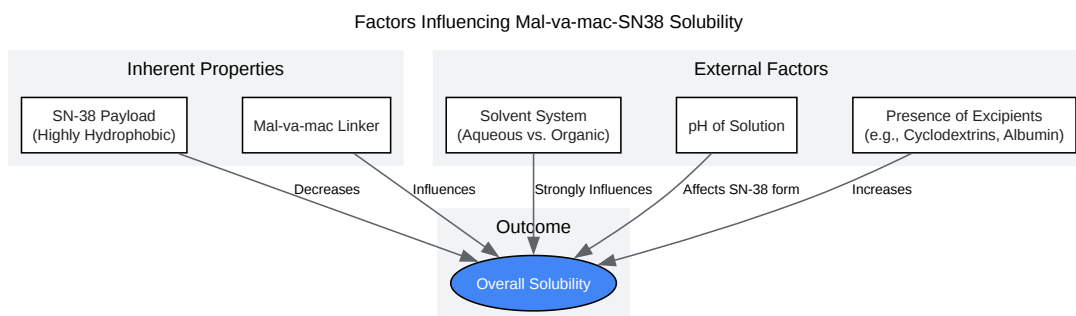 Factors Influencing Mal-va-mac-SN38 Solubility
Inherent Properties
External Factors
SN-38 Payload
(Highly Hydrophobic)
Mal-va-mac Linker
Solvent System
(Aqueous vs. Organic)
pH of Solution
Presence of Excipients
(e.g., Cyclodextrins, Albumin)
Decreases
Influences
Strongly Influences
Affects SN-38 form
Increases
Outcome
Overall Solubility